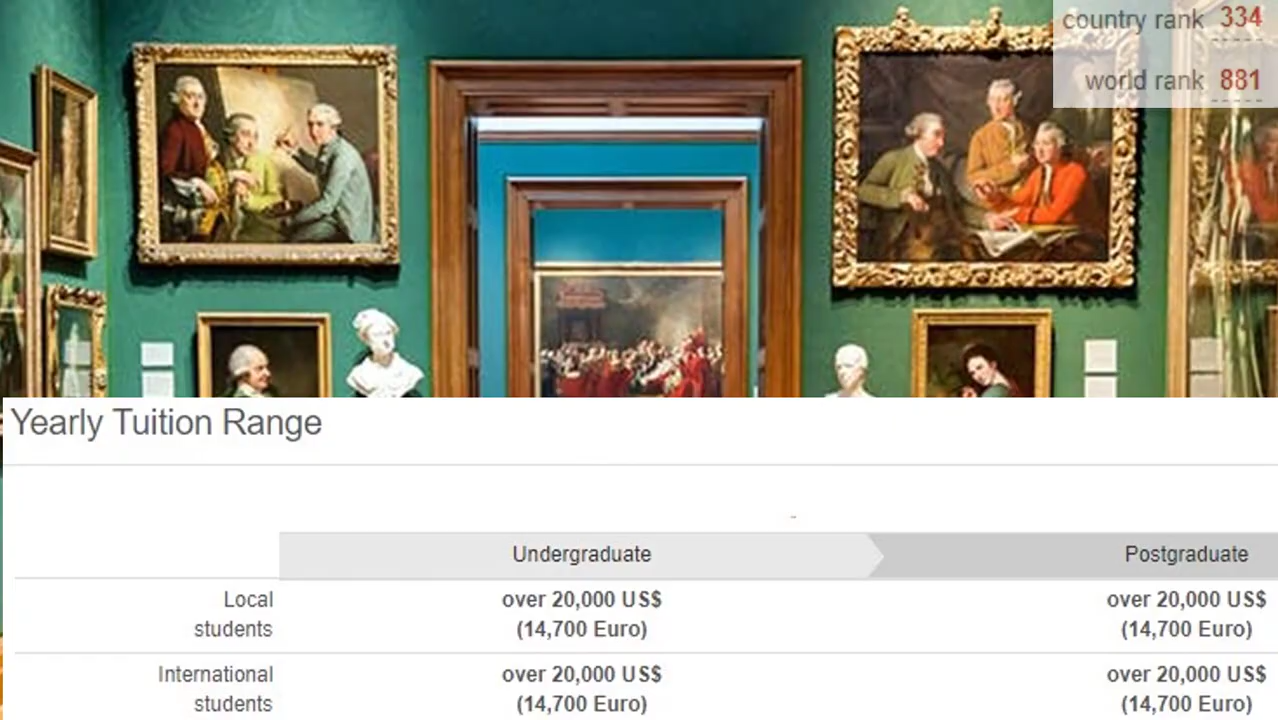 country rank 334
world rank 881
Yearly Tuition Range
Undergraduate Postgraduate
Local students over 20,000 US$ (14,700 Euro) over 20,000 US$ (14,700 Euro)
International students over 20,000 US$ (14,700 Euro) over 20,000 US$ (14,700 Euro)